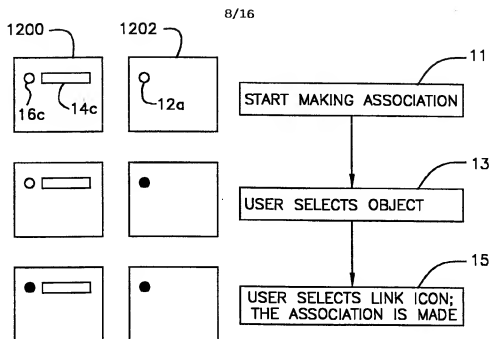 8/16
1200
1202
11
16c
14c
12a
START MAKING ASSOCIATION
13
USER SELECTS OBJECT
15
USER SELECTS LINK ICON;
THE ASSOCIATION IS MADE